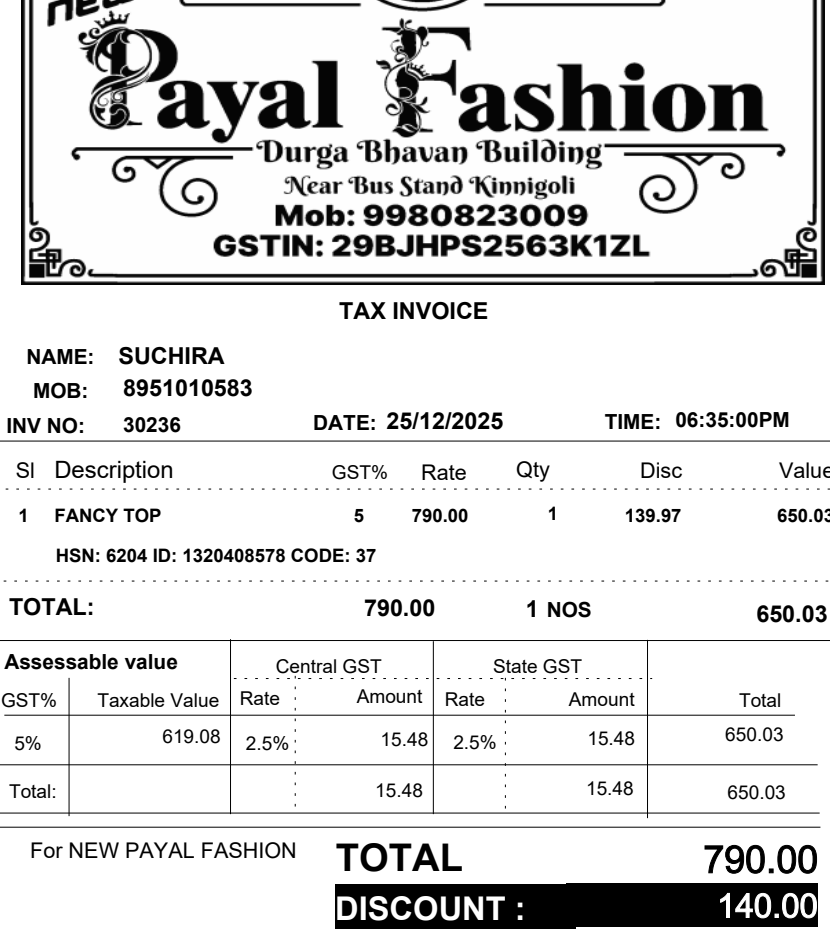 new
Payal Fashion
Durga Bhavan Building
Near Bus Stand Kinnigoli
Mob: 9980823009
GSTIN: 29BJHPS2563K1ZL
TAX INVOICE
NAME: SUCHIRA
MOB: 8951010583
INV NO: 30236 DATE: 25/12/2025 TIME: 06:35:00PM
Sl Description GST% Rate Qty Disc Value
1 FANCY TOP 5 790.00 1 139.97 650.03
HSN: 6204 ID: 1320408578 CODE: 37
TOTAL: 790.00 1 NOS 650.03
Assessable value Central GST State GST
GST% Taxable Value Rate Amount Rate Amount Total
5% 619.08 2.5% 15.48 2.5% 15.48 650.03
Total: 15.48 15.48 650.03
For NEW PAYAL FASHION TOTAL 790.00
DISCOUNT : 140.00